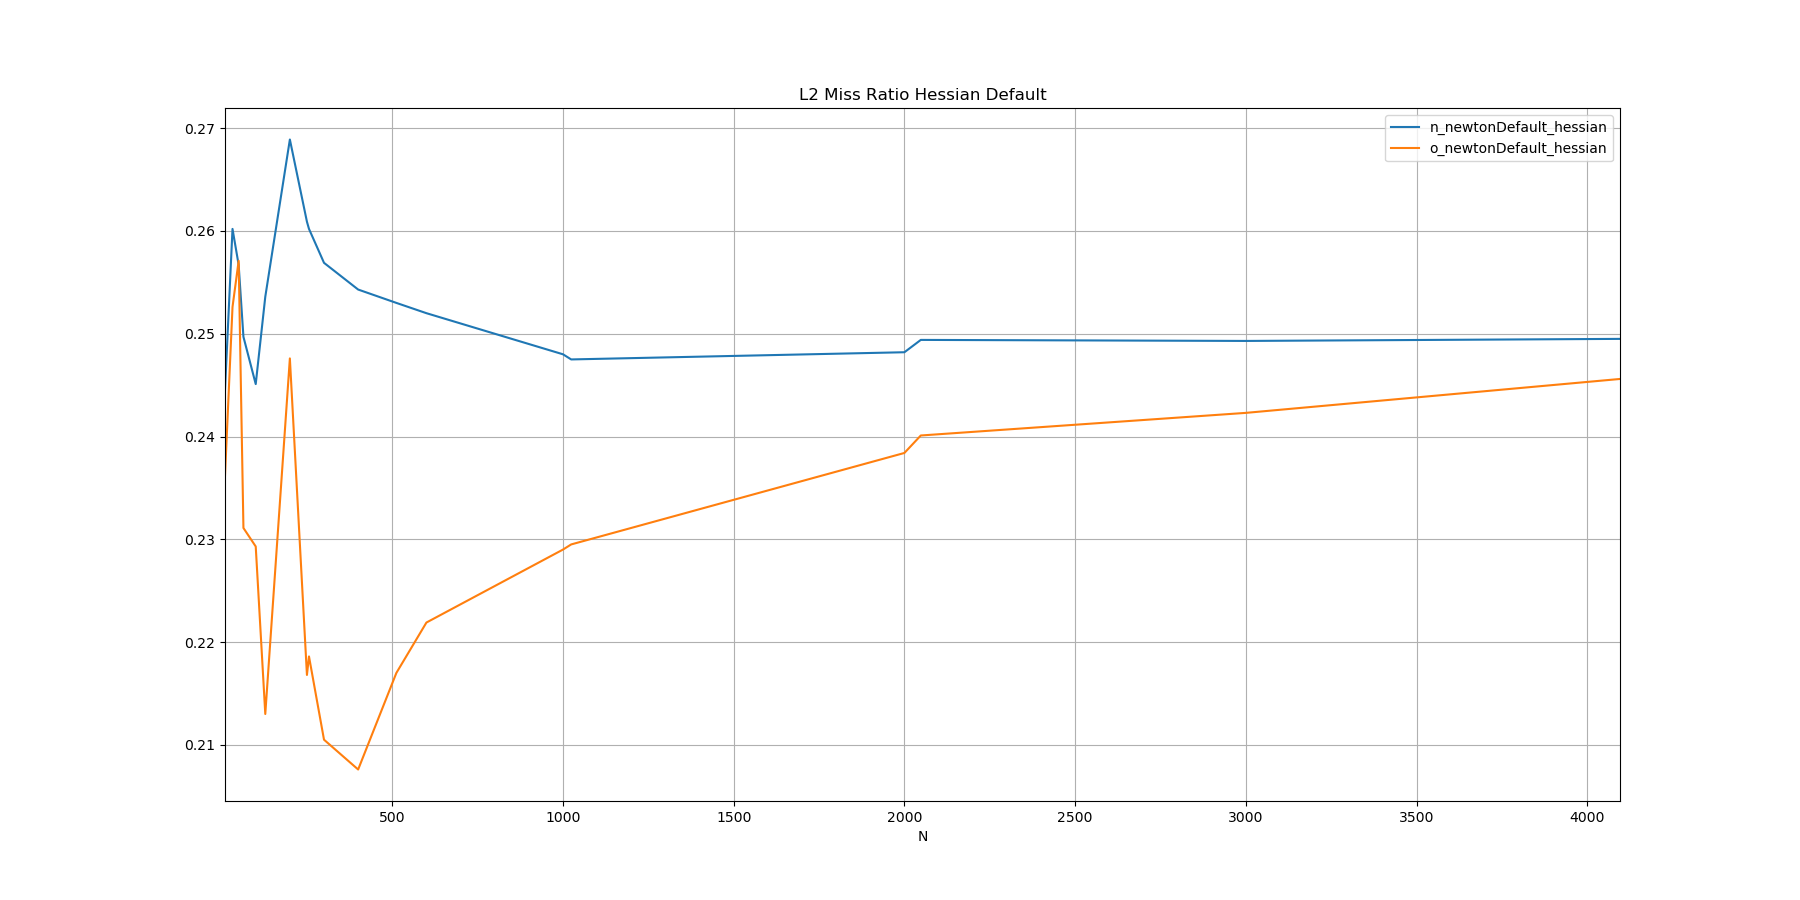 L2 Miss Ratio Hessian Default
n_newtonDefault_hessian
o_newtonDefault_hessian
0.27
0.26
0.25
0.24
0.23
0.22
0.21
500 1000 1500 2000 2500 3000 3500 4000
N